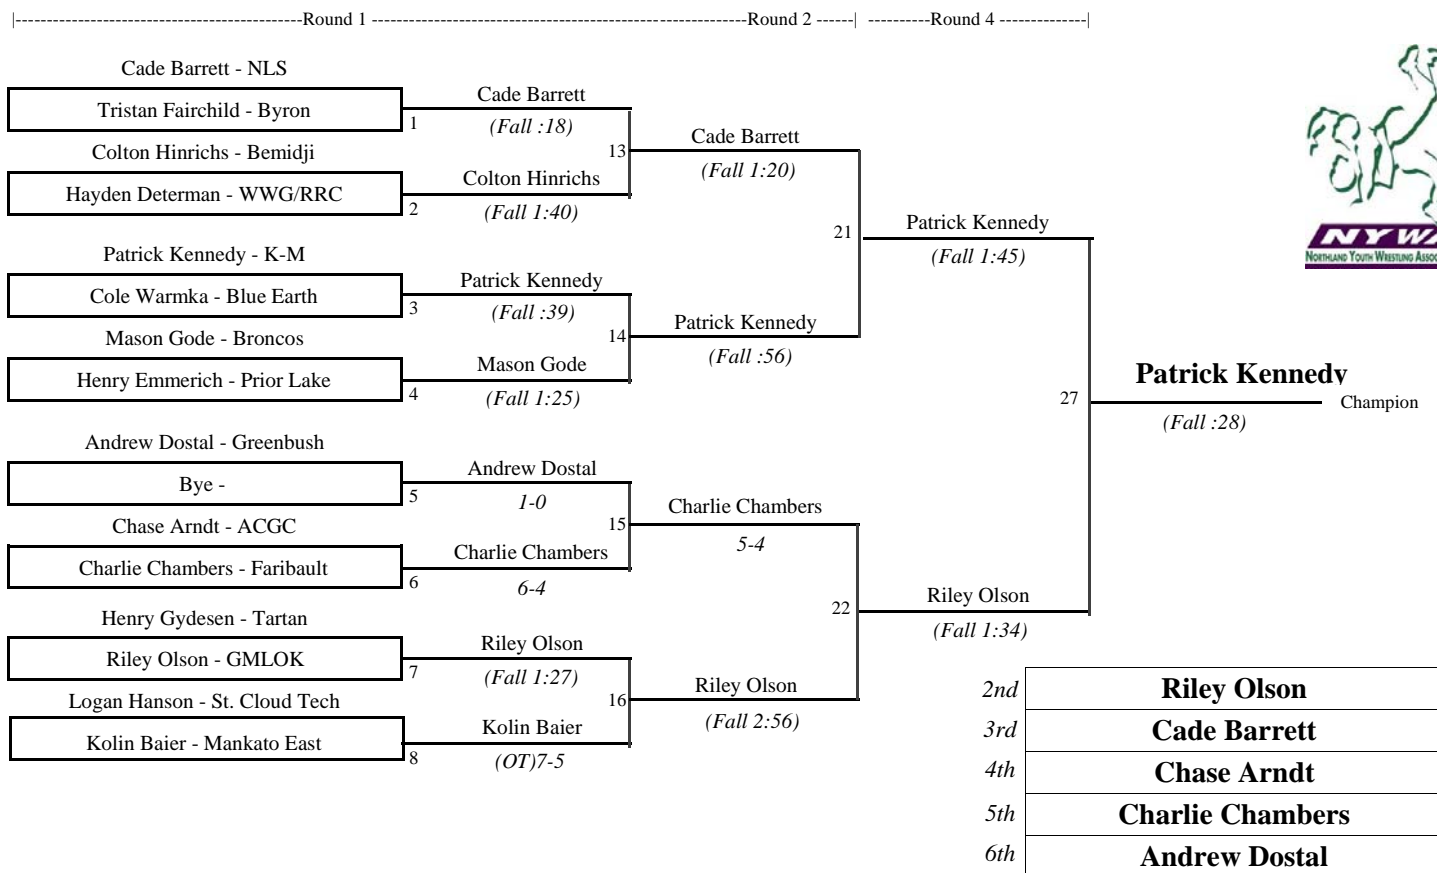 |-----------------------------------------------Round 1 -------------------------------------------------------------Round 2 ------| ----------Round 4 --------------|
Cade Barrett - NLS
Tristan Fairchild - Byron
1
Cade Barrett
(Fall :18)
Colton Hinrichs - Bemidji
Hayden Determan - WWG/RRC
2
Colton Hinrichs
(Fall 1:40)
13
Cade Barrett
(Fall 1:20)
Patrick Kennedy - K-M
Cole Warmka - Blue Earth
3
Patrick Kennedy
(Fall :39)
Mason Gode - Broncos
Henry Emmerich - Prior Lake
4
Mason Gode
(Fall 1:25)
14
Patrick Kennedy
(Fall :56)
21
Patrick Kennedy
(Fall 1:45)
Andrew Dostal - Greenbush
Bye -
5
Andrew Dostal
1-0
Chase Arndt - ACGC
Charlie Chambers - Faribault
6
Charlie Chambers
6-4
15
Charlie Chambers
5-4
Henry Gydesen - Tartan
Riley Olson - GMLOK
7
Riley Olson
(Fall 1:27)
Logan Hanson - St. Cloud Tech
Kolin Baier - Mankato East
8
Kolin Baier
(OT)7-5
16
Riley Olson
(Fall 2:56)
22
Riley Olson
(Fall 1:34)
27
Patrick Kennedy
Champion
(Fall :28)
NYW
Northland Youth Wrestling
2nd Riley Olson
3rd Cade Barrett
4th Chase Arndt
5th Charlie Chambers
6th Andrew Dostal